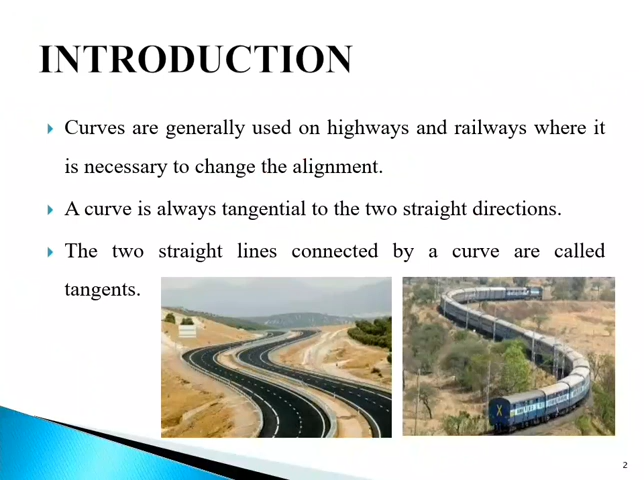 INTRODUCTION
Curves are generally used on highways and railways where it
is necessary to change the alignment.
A curve is always tangential to the two straight directions.
The two straight lines connected by a curve are called
tangents.
2